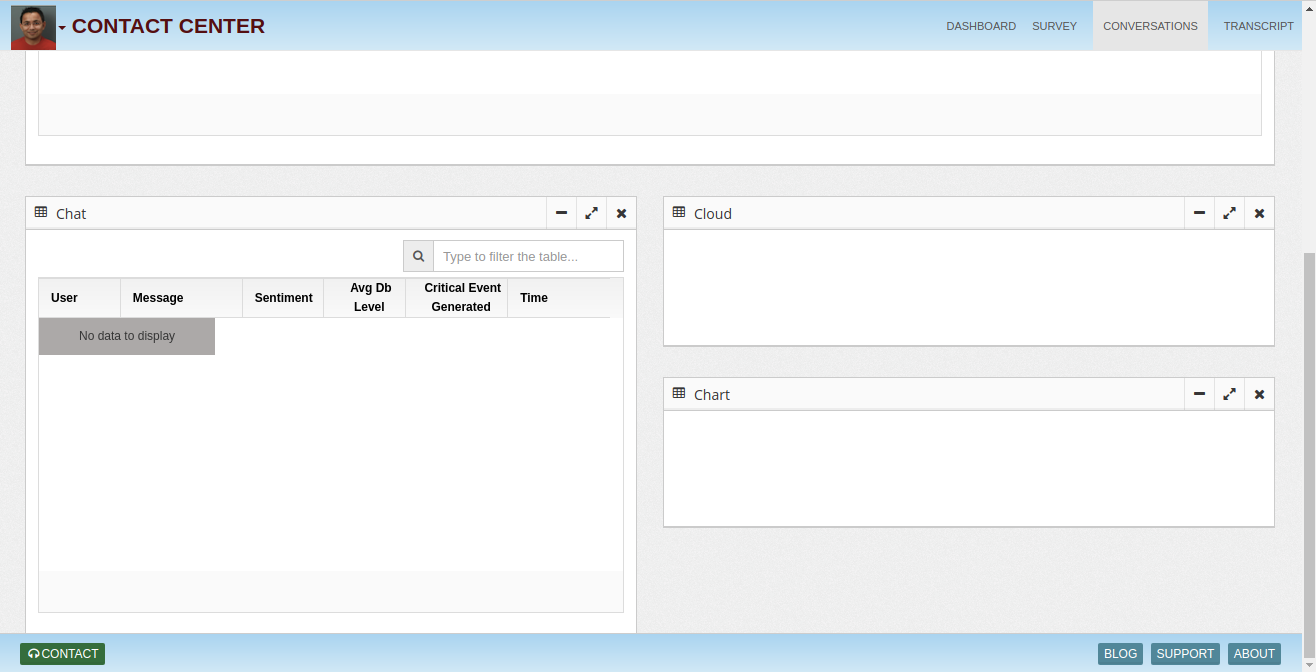 CONTACT CENTER
DASHBOARD SURVEY CONVERSATIONS TRANSCRIPT
Chat
Type to filter the table...
User Message Sentiment Avg Db Level Critical Event Generated Time
No data to display
Cloud
Chart
CONTACT
BLOG SUPPORT ABOUT